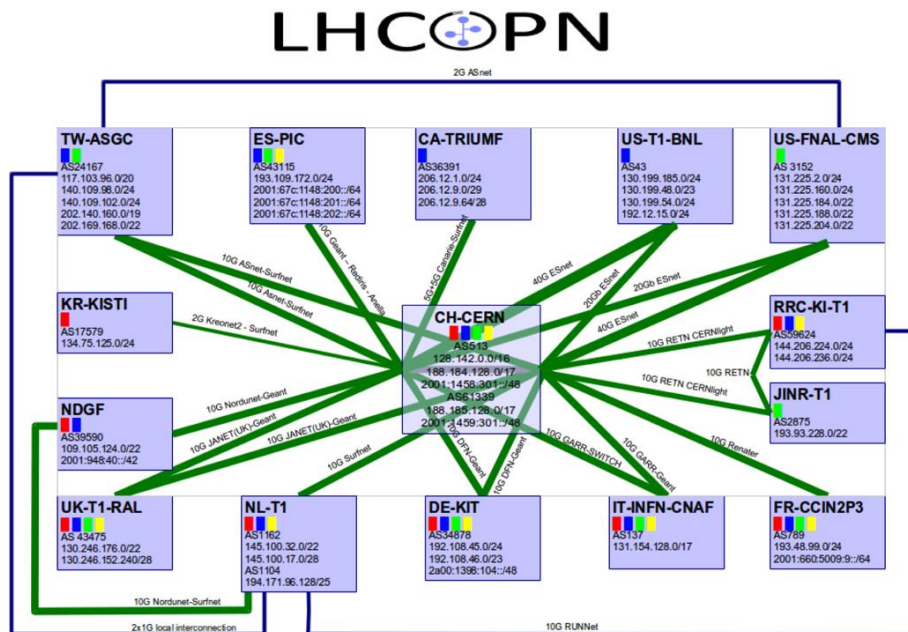 LHCOPN
2G ASnet
TW-ASGC
AS24167
117.103.96.0/20
140.109.98.0/24
140.109.102.0/24
202.140.160.0/19
202.169.168.0/22
ES-PIC
AS43115
193.109.172.0/24
2001:67c:1148:200::/64
2001:67c:1148:201::/64
2001:67c:1148:202::/64
CA-TRIUMF
AS36391
206.12.1.0/24
206.12.9.0/29
206.12.9.64/28
US-T1-BNL
AS43
130.199.185.0/24
130.199.48.0/23
130.199.54.0/24
192.12.15.0/24
US-FNAL-CMS
AS 3152
131.225.2.0/24
131.225.160.0/24
131.225.184.0/22
131.225.188.0/22
131.225.204.0/22
10G ASnet-Surfnet
10G Asnet-Surfnet
10G Geant – Rediris - Anella
5G+5G Canarie-Surfnet
40G ESnet
20Gb ESnet
20Gb ESnet
40G ESnet
KR-KISTI
AS17579
134.75.125.0/24
2G Kreonet2 - Surfnet
CH-CERN
AS513
128.142.0.0/16
188.184.128.0/17
2001:1458:301::/48
AS61339
188.185.128.0/17
2001:1459:301::/48
RRC-KI-T1
AS59624
144.206.224.0/24
144.206.236.0/24
10G RETN CERNlight
10G RETN
10G RETN CERNlight
JINR-T1
AS2875
193.93.228.0/22
NDGF
AS39590
109.105.124.0/22
2001:948:40::/42
10G Nordunet-Geant
10G JANET(UK)-Geant
10G JANET(UK)-Geant
10G Surfnet
10G DFN-Geant
10G DFN-Geant
10G GARR-SWITCH
10G GARR-Geant
10G Renater
UK-T1-RAL
AS 43475
130.246.176.0/22
130.246.152.240/28
NL-T1
AS1162
145.100.32.0/22
145.100.17.0/28
AS1104
194.171.96.128/25
DE-KIT
AS34878
192.108.45.0/24
192.108.46.0/23
2a00:1398:104::/48
IT-INFN-CNAF
AS137
131.154.128.0/17
FR-CCIN2P3
AS789
193.48.99.0/24
2001:660:5009:9::/64
10G Nordunet-Surfnet
2x1G local interconnection
10G RUNNet